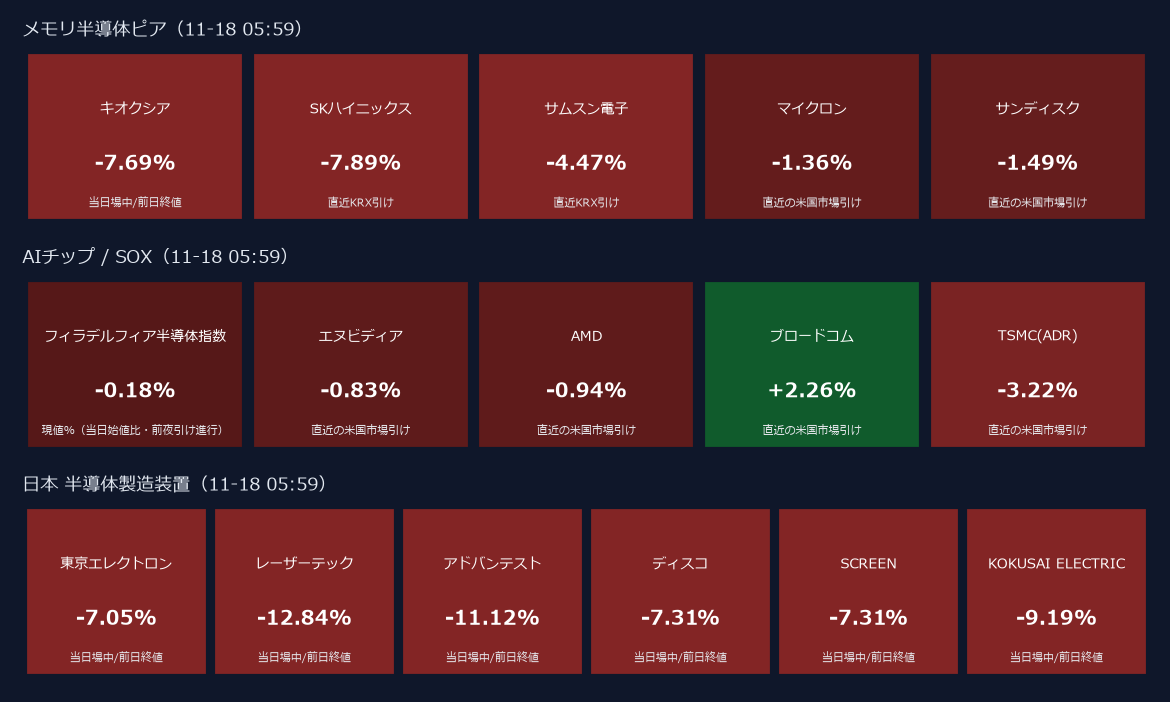 メモリ半導体ピア（11-18 05:59）
キオクシア
-7.69%
当日場中/前日終値
SKハイニックス
-7.89%
直近KRX引け
サムスン電子
-4.47%
直近KRX引け
マイクロン
-1.36%
直近の米国市場引け
サンディスク
-1.49%
直近の米国市場引け
AIチップ / SOX（11-18 05:59）
フィラデルフィア半導体指数
-0.18%
現値%（当日始値比・前夜引け進行）
エヌビディア
-0.83%
直近の米国市場引け
AMD
-0.94%
直近の米国市場引け
ブロードコム
+2.26%
直近の米国市場引け
TSMC(ADR)
-3.22%
直近の米国市場引け
日本 半導体製造装置（11-18 05:59）
東京エレクトロン
-7.05%
当日場中/前日終値
レーザーテック
-12.84%
当日場中/前日終値
アドバンテスト
-11.12%
当日場中/前日終値
ディスコ
-7.31%
当日場中/前日終値
SCREEN
-7.31%
当日場中/前日終値
KOKUSAI ELECTRIC
-9.19%
当日場中/前日終値